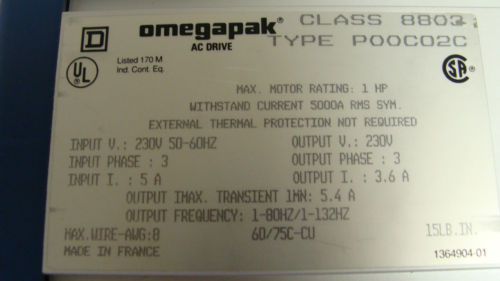 omegapak® CLASS 8803
AC DRIVE TYPE P00C02C
D
Listed 170 M
Ind. Cont. Eq.
UL
SA
MAX. MOTOR RATING: 1 HP
WITHSTAND CURRENT 5000A RMS SYM.
EXTERNAL THERMAL PROTECTION NOT REQUIRED
INPUT V.: 230V 50-60HZ OUTPUT V.: 230V
INPUT PHASE : 3 OUTPUT PHASE : 3
INPUT I. : 5 A OUTPUT I. : 3.6 A
OUTPUT IMAX. TRANSIENT 1MN: 5.4 A
OUTPUT FREQUENCY: 1-80HZ/1-132HZ
MAX.WIRE-AWG:8 60/75C-CU 15LB.IN.
MADE IN FRANCE 1364904-01